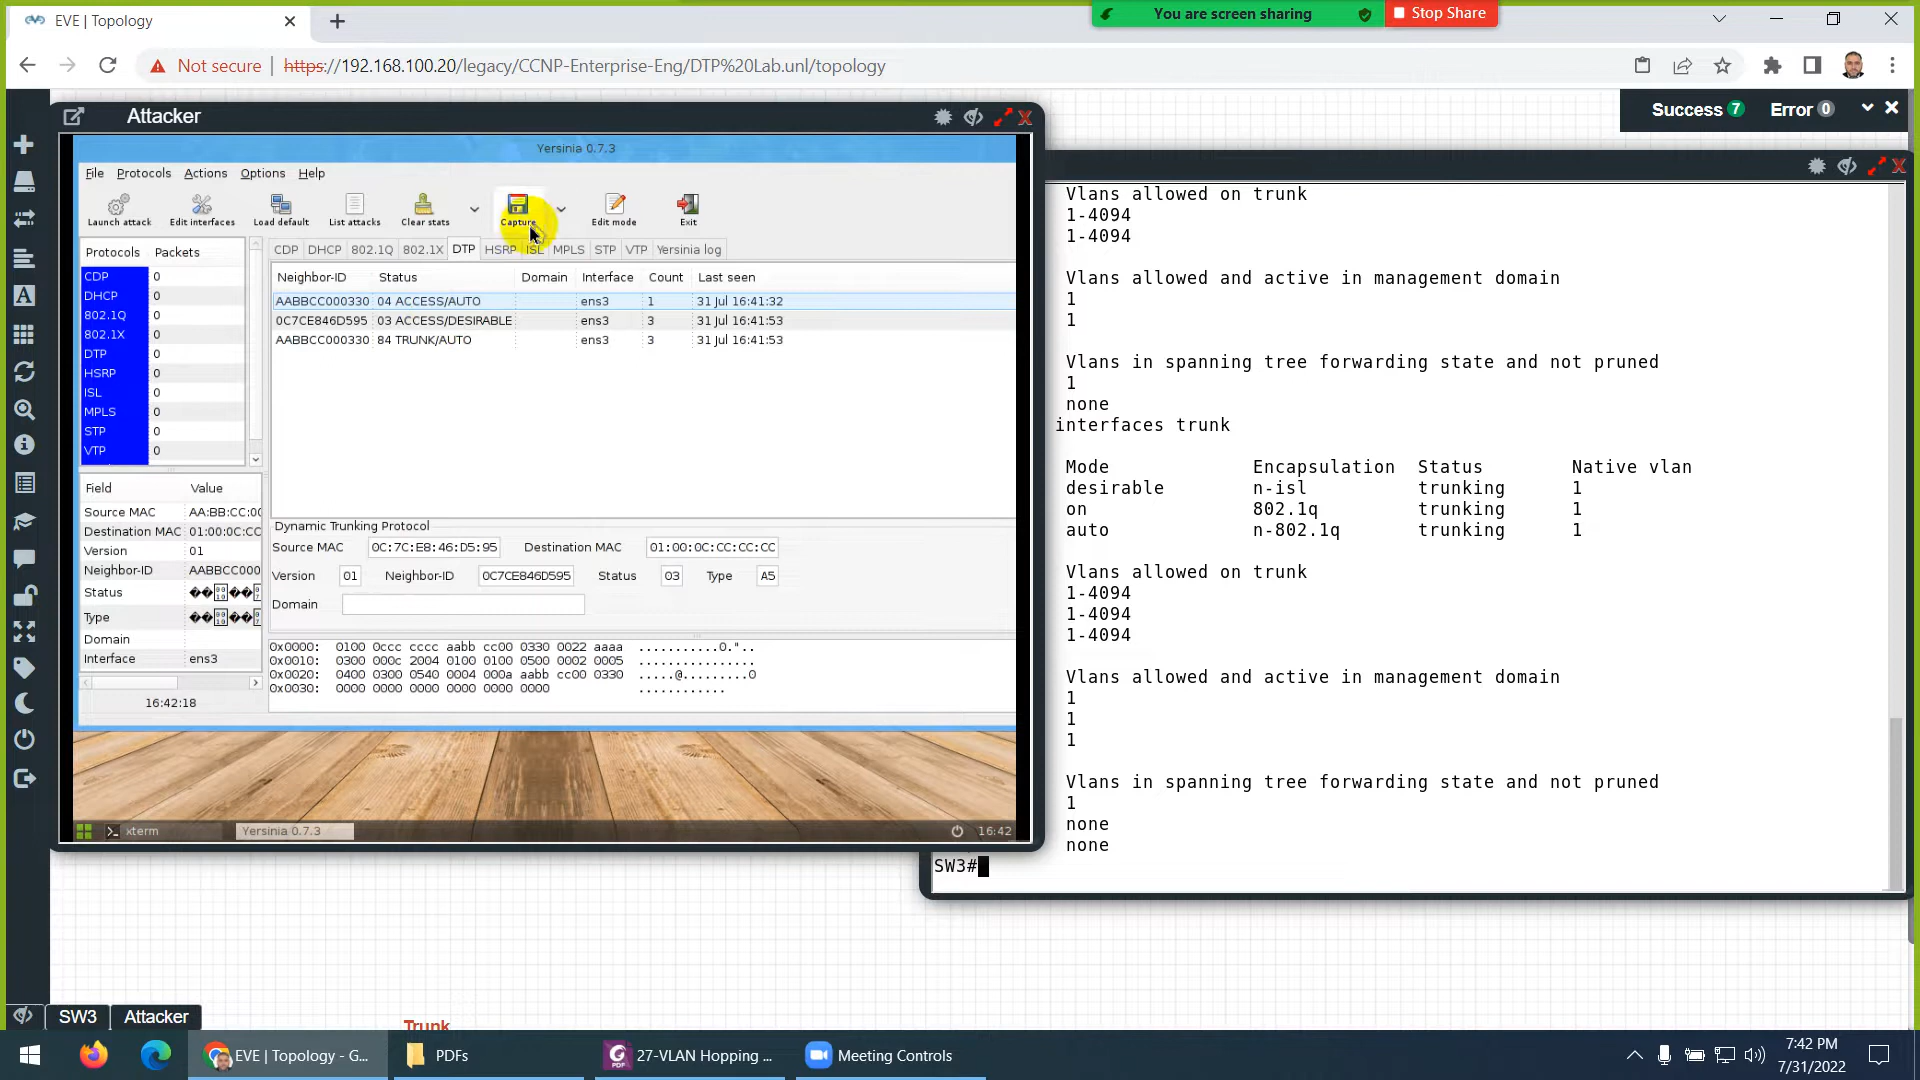 EVE | Topology
You are screen sharing
Stop Share
Not secure
https://192.168.100.20/legacy/CCNP-Enterprise-Eng/DTP%20Lab.unl/topology
Success 7 Error 0
Attacker
Yersinia 0.7.3
File Protocols Actions Options Help
Launch attack Edit interfaces Load default List attacks Clear stats Capture Edit mode Exit
Protocols Packets
CDP 0
DHCP 0
802.1Q 0
802.1X 0
DTP 0
HSRP 0
ISL 0
MPLS 0
STP 0
VTP 0
CDP DHCP 802.1Q 802.1X DTP HSRP ISL MPLS STP VTP Yersinia log
Neighbor-ID Status Domain Interface Count Last seen
AABBCC000330 04 ACCESS/AUTO ens3 1 31 Jul 16:41:32
0C7CE846D595 03 ACCESS/DESIRABLE ens3 3 31 Jul 16:41:53
AABBCC000330 84 TRUNK/AUTO ens3 3 31 Jul 16:41:53
Field Value
Source MAC AA:BB:CC:00
Destination MAC 01:00:0C:CC
Version 01
Neighbor-ID AABBCC000
Status
Type
Domain
Interface ens3
16:42:18
Dynamic Trunking Protocol
Source MAC 0C:7C:E8:46:D5:95 Destination MAC 01:00:0C:CC:CC:CC
Version 01 Neighbor-ID 0C7CE846D595 Status 03 Type A5
Domain
0x0000: 0100 0ccc cccc aabb cc00 0330 0022 aaaa ...........0."..
0x0010: 0300 000c 2004 0100 0100 0500 0002 0005 ................
0x0020: 0400 0300 0540 0004 000a aabb cc00 0330 .....@.........0
0x0030: 0000 0000 0000 0000 0000 0000 ............
xterm
Yersinia 0.7.3
16:42
Vlans allowed on trunk
1-4094
1-4094
Vlans allowed and active in management domain
1
1
Vlans in spanning tree forwarding state and not pruned
1
none
interfaces trunk
Mode Encapsulation Status Native vlan
desirable n-isl trunking 1
on 802.1q trunking 1
auto n-802.1q trunking 1
Vlans allowed on trunk
1-4094
1-4094
1-4094
Vlans allowed and active in management domain
1
1
1
Vlans in spanning tree forwarding state and not pruned
1
none
none
SW3#
SW3
Attacker
Trunk
EVE | Topology - G...
PDFs
27-VLAN Hopping ...
Meeting Controls
7:42 PM
7/31/2022